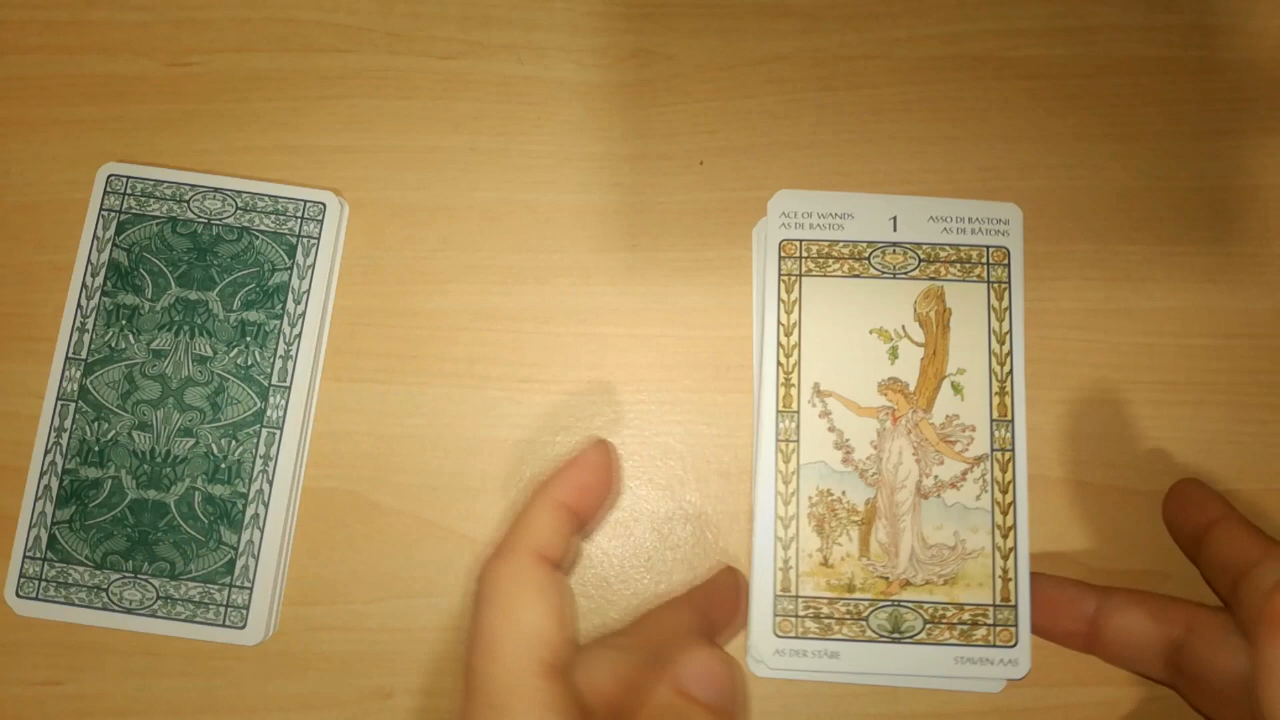 ACE OF WANDS
AS DE BASTOS
1
ASSO DI BASTONI
AS DE BÂTONS
AS DER STÄBE
STAVEN AAS